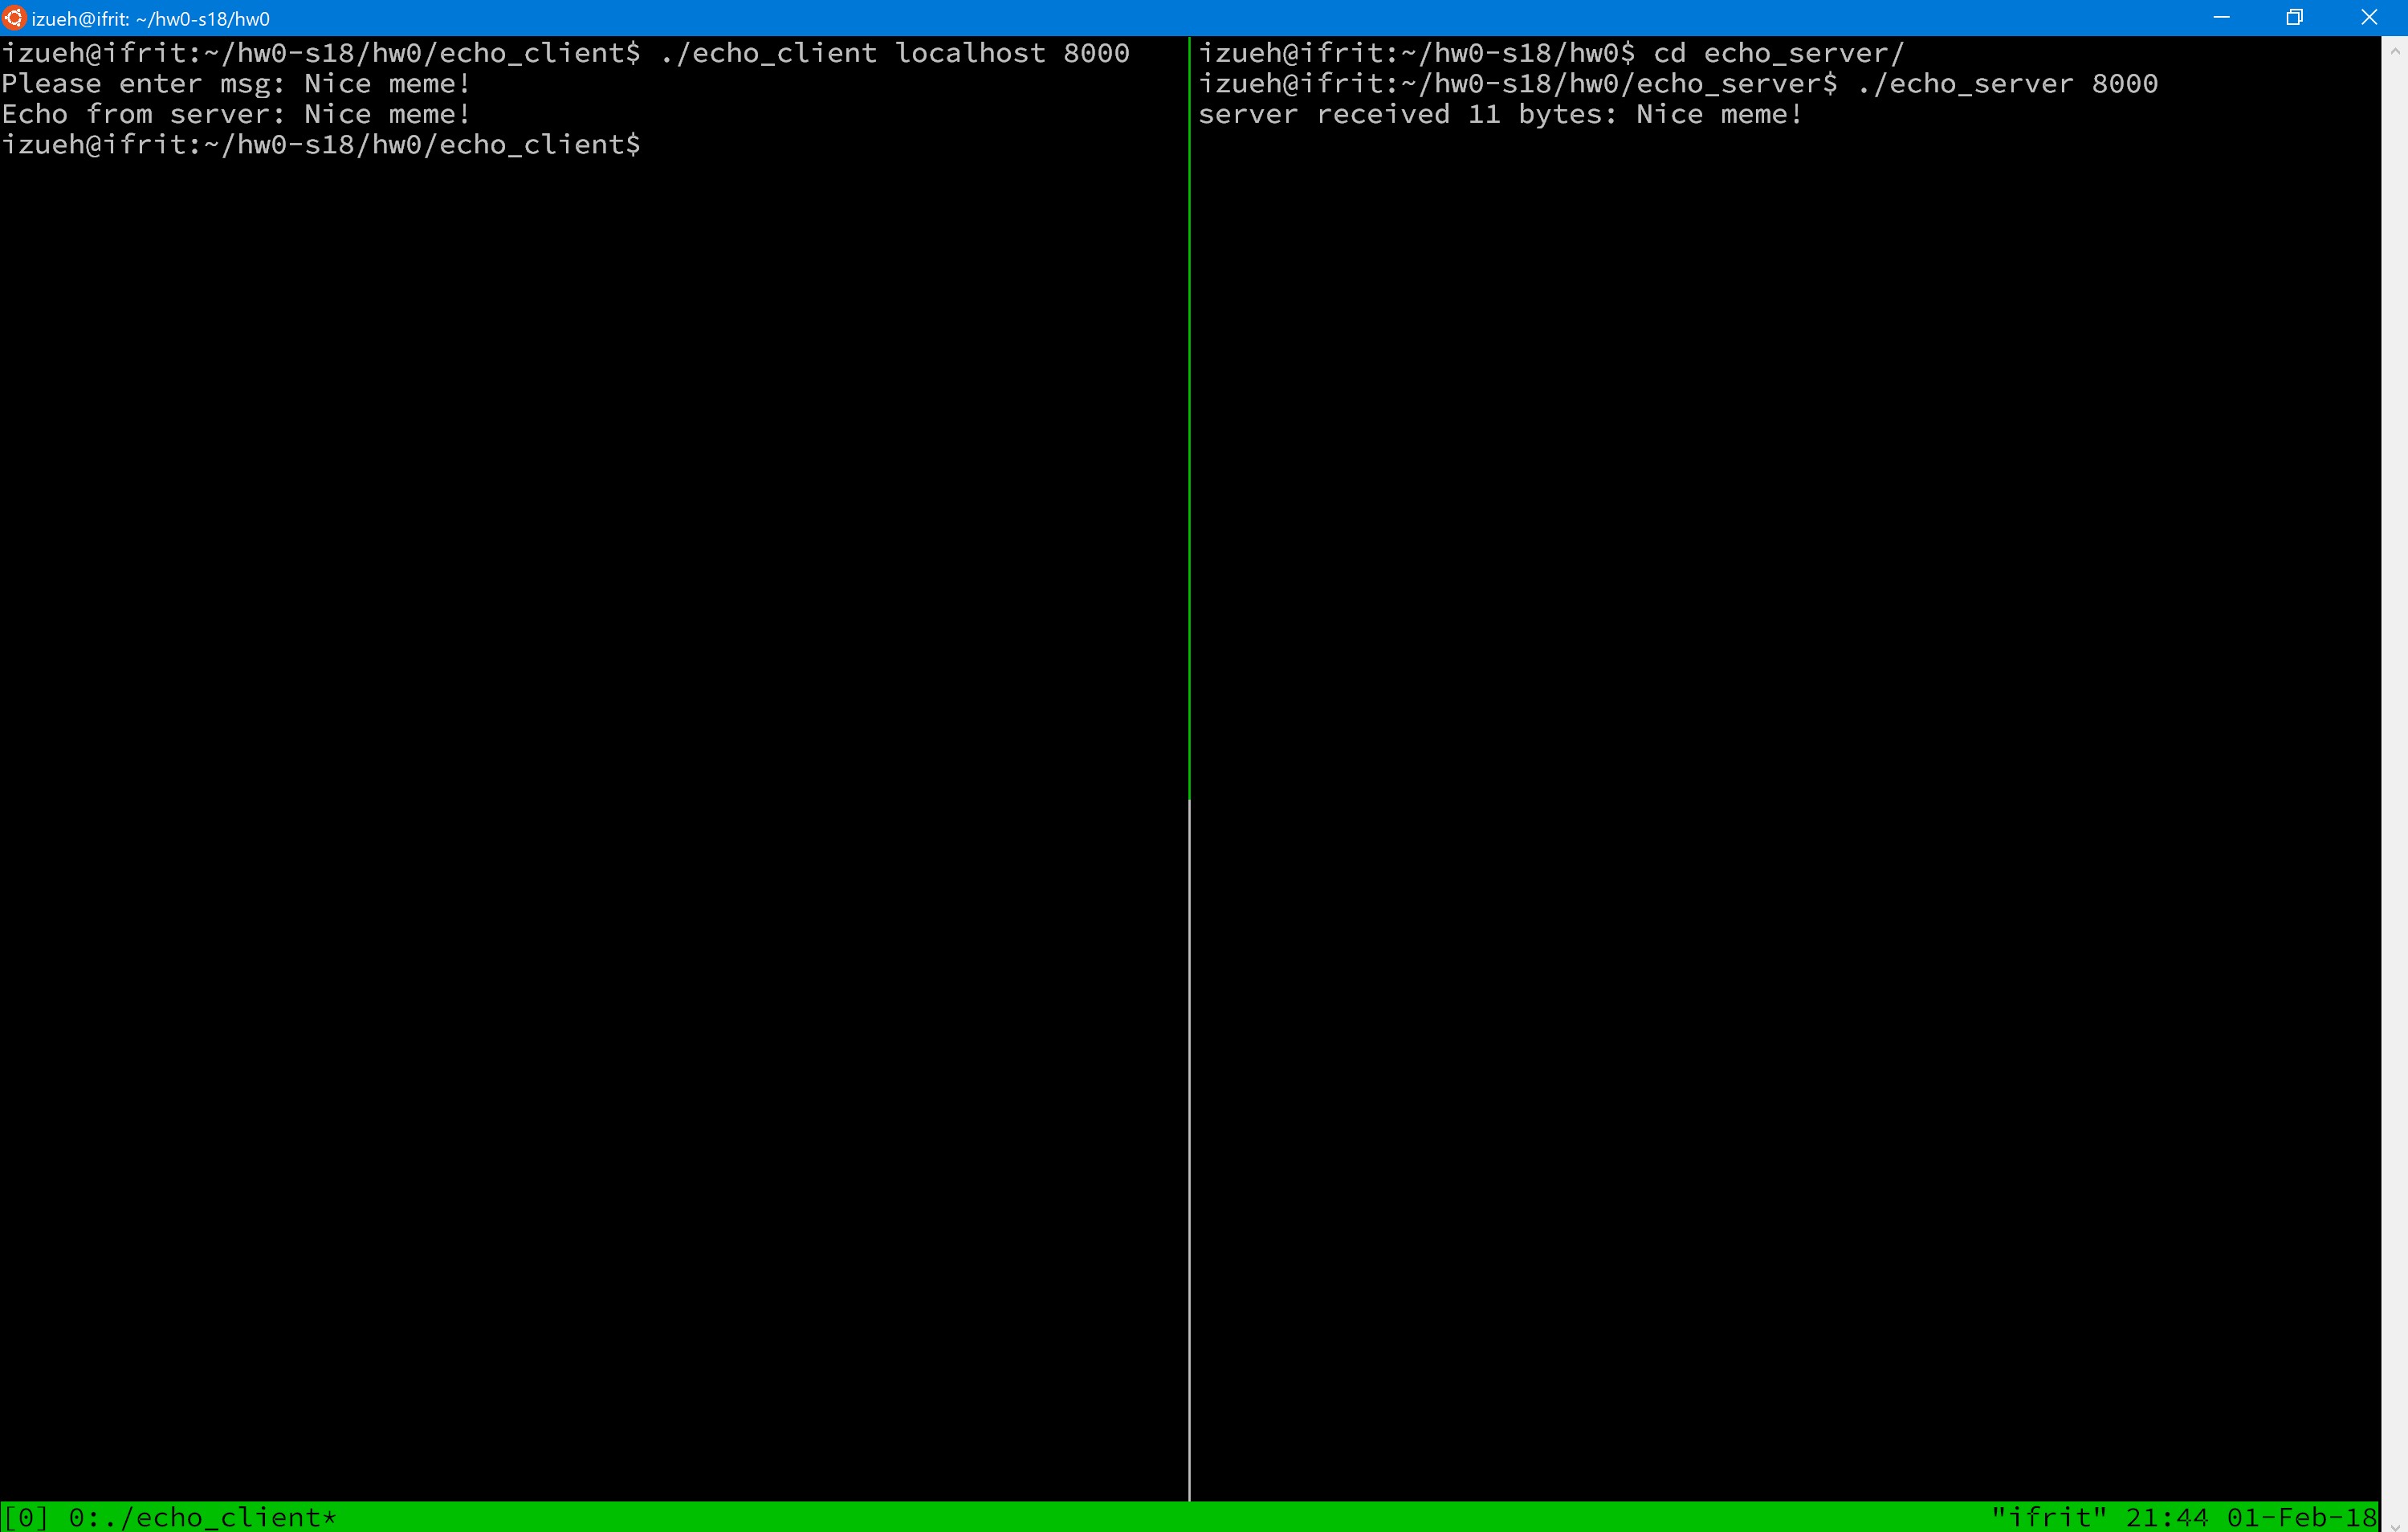 izueh@ifrit: ~/hw0-s18/hw0
izueh@ifrit:~/hw0-s18/hw0/echo_client$ ./echo_client localhost 8000
Please enter msg: Nice meme!
Echo from server: Nice meme!
izueh@ifrit:~/hw0-s18/hw0/echo_client$
izueh@ifrit:~/hw0-s18/hw0$ cd echo_server/
izueh@ifrit:~/hw0-s18/hw0/echo_server$ ./echo_server 8000
server received 11 bytes: Nice meme!
[0] 0:./echo_client* "ifrit" 21:44 01-Feb-18